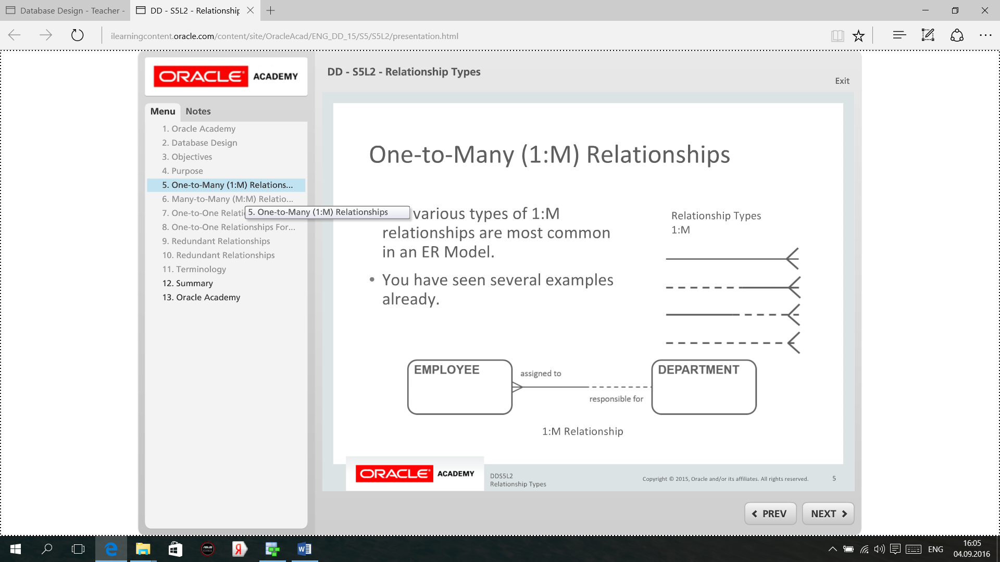 Database Design - Teacher -
DD - S5L2 - Relationship
ilearningcontent.oracle.com/content/site/OracleAcad/ENG_DD_15/S5/S5L2/presentation.html
ORACLE ACADEMY
DD - S5L2 - Relationship Types
Exit
Menu
Notes
1. Oracle Academy
2. Database Design
3. Objectives
4. Purpose
5. One-to-Many (1:M) Relations...
6. Many-to-Many (M:M) Relatio...
7. One-to-One Relati
5. One-to-Many (1:M) Relationships
8. One-to-One Relationships For...
9. Redundant Relationships
10. Redundant Relationships
11. Terminology
12. Summary
13. Oracle Academy
One-to-Many (1:M) Relationships
various types of 1:M
relationships are most common
in an ER Model.
• You have seen several examples
already.
Relationship Types
1:M
EMPLOYEE
assigned to
responsible for
DEPARTMENT
1:M Relationship
ORACLE ACADEMY
DDS5L2
Relationship Types
Copyright © 2015, Oracle and/or its affiliates. All rights reserved.
5
PREV
NEXT
ASUS
Я
W
ENG
16:05
04.09.2016